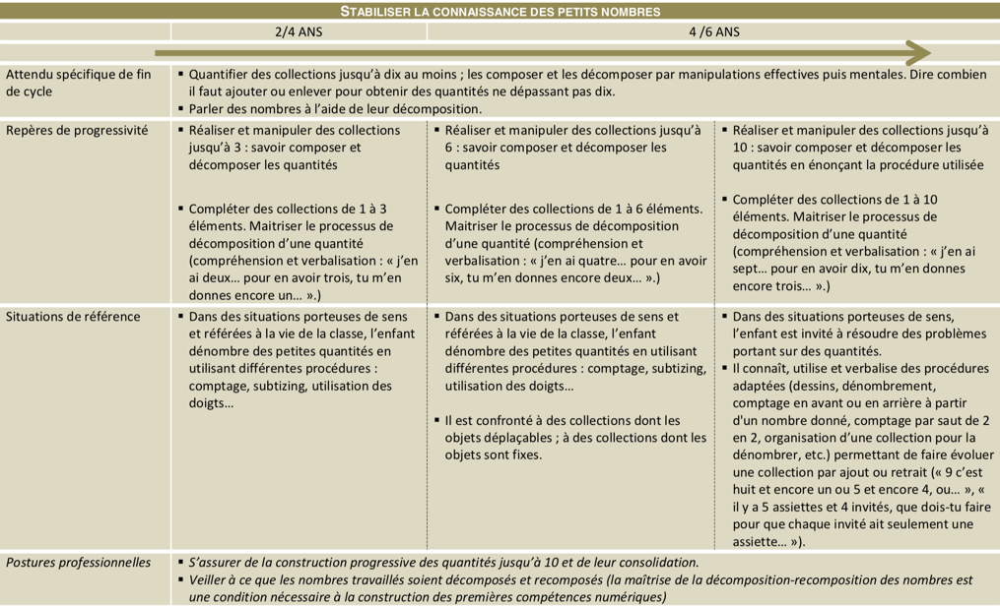 STABILISER LA CONNAISSANCE DES PETITS NOMBRES
2/4 ANS
4 /6 ANS
Attendu spécifique de fin
de cycle
▪ Quantifier des collections jusqu'à dix au moins ; les composer et les décomposer par manipulations effectives puis mentales. Dire combien
il faut ajouter ou enlever pour obtenir des quantités ne dépassant pas dix.
▪ Parler des nombres à l'aide de leur décomposition.
Repères de progressivité
▪ Réaliser et manipuler des collections
jusqu'à 3 : savoir composer et
décomposer les quantités
▪ Compléter des collections de 1 à 3
éléments. Maitriser le processus de
décomposition d'une quantité
(compréhension et verbalisation : « j'en
ai deux… pour en avoir trois, tu m'en
donnes encore un… ».)
▪ Réaliser et manipuler des collections jusqu'à
6 : savoir composer et décomposer les
quantités
▪ Compléter des collections de 1 à 6 éléments.
Maitriser le processus de décomposition
d'une quantité (compréhension et
verbalisation : « j'en ai quatre… pour en avoir
six, tu m'en donnes encore deux… ».)
▪ Réaliser et manipuler des collections jusqu'à
10 : savoir composer et décomposer les
quantités en énonçant la procédure utilisée
▪ Compléter des collections de 1 à 10
éléments. Maitriser le processus de
décomposition d'une quantité
(compréhension et verbalisation : « j'en ai
sept… pour en avoir dix, tu m'en donnes
encore trois… ».)
Situations de référence
▪ Dans des situations porteuses de sens et
référées à la vie de la classe, l'enfant
dénombre des petites quantités en
utilisant différentes procédures :
comptage, subtizing, utilisation des
doigts…
▪ Dans des situations porteuses de sens et
référées à la vie de la classe, l'enfant
dénombre des petites quantités en utilisant
différentes procédures : comptage, subtizing,
utilisation des doigts…
▪ Il est confronté à des collections dont les
objets déplaçables ; à des collections dont les
objets sont fixes.
▪ Dans des situations porteuses de sens,
l'enfant est invité à résoudre des problèmes
portant sur des quantités.
▪ Il connaît, utilise et verbalise des procédures
adaptées (dessins, dénombrement,
comptage en avant ou en arrière à partir
d'un nombre donné, comptage par saut de 2
en 2, organisation d'une collection pour la
dénombrer, etc.) permettant de faire évoluer
une collection par ajout ou retrait (« 9 c'est
huit et encore un ou 5 et encore 4, ou… », «
il y a 5 assiettes et 4 invités, que dois-tu faire
pour que chaque invité ait seulement une
assiette… »).
Postures professionnelles
▪ S'assurer de la construction progressive des quantités jusqu'à 10 et de leur consolidation.
▪ Veiller à ce que les nombres travaillés soient décomposés et recomposés (la maîtrise de la décomposition-recomposition des nombres est
une condition nécessaire à la construction des premières compétences numériques)